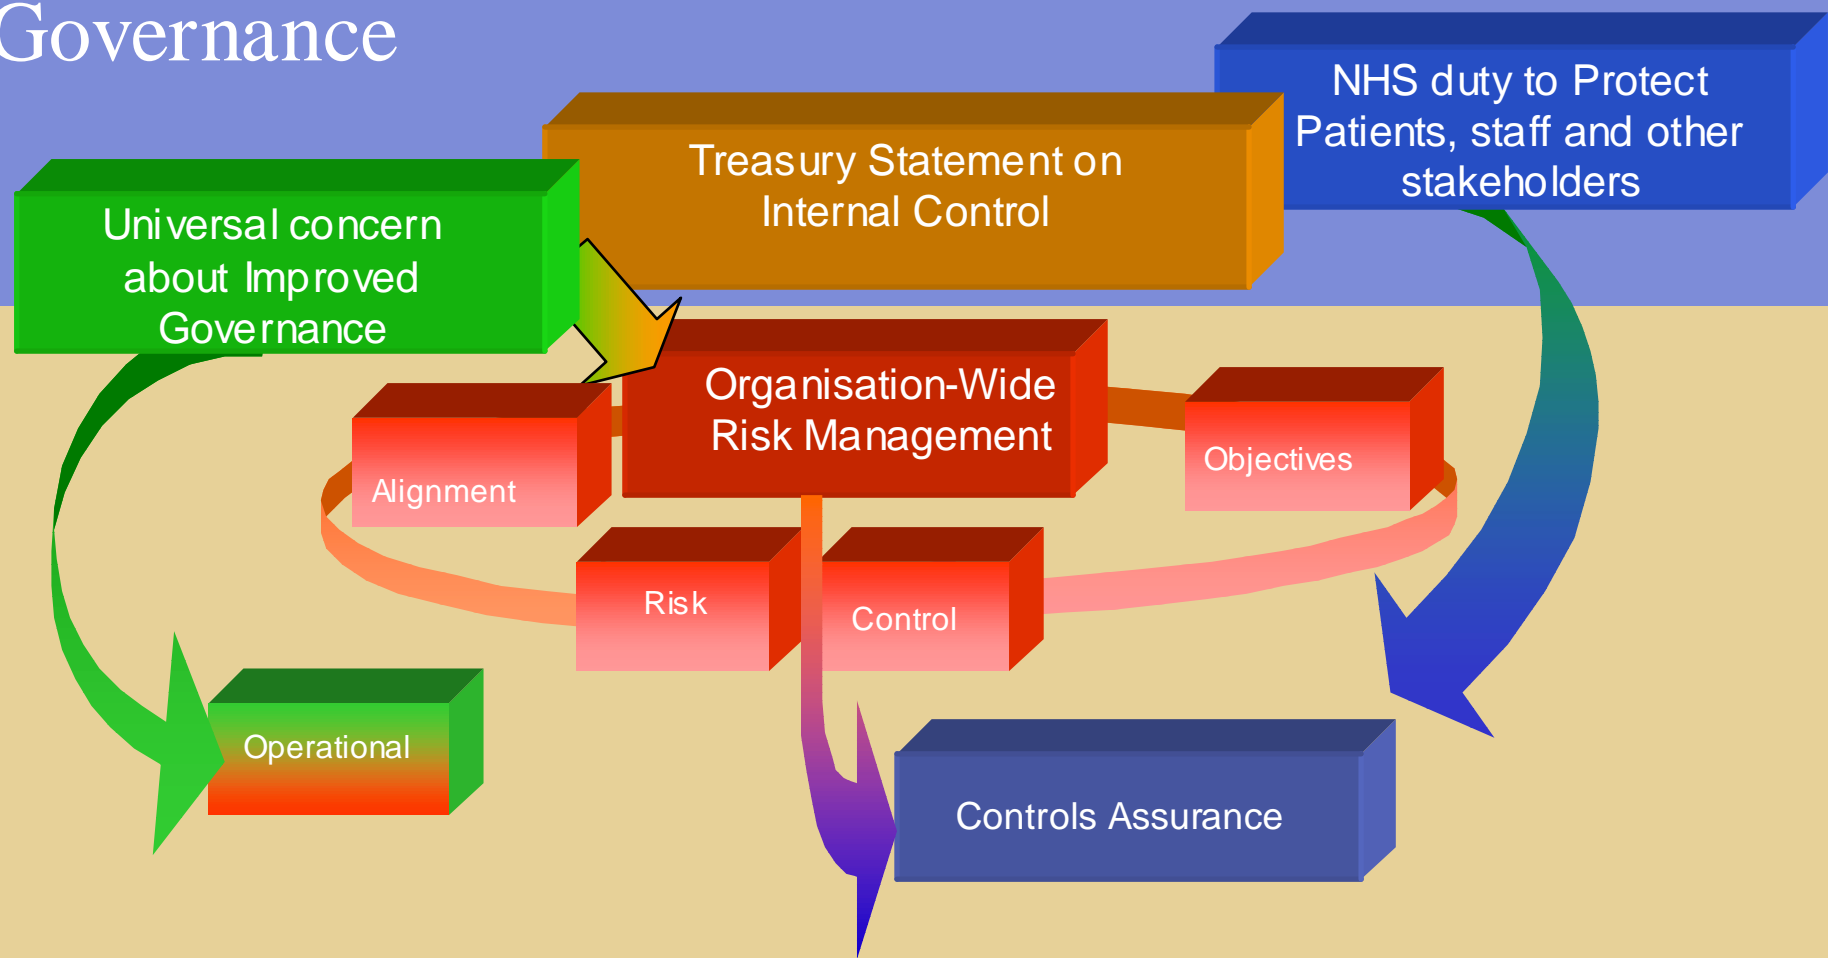 Governance
NHS duty to Protect
Patients, staff and other
stakeholders
Treasury Statement on
Internal Control
Universal concern
about Improved
Governance
Organisation-Wide
Risk Management
Objectives
Alignment
Risk
Control
Operational
Controls Assurance